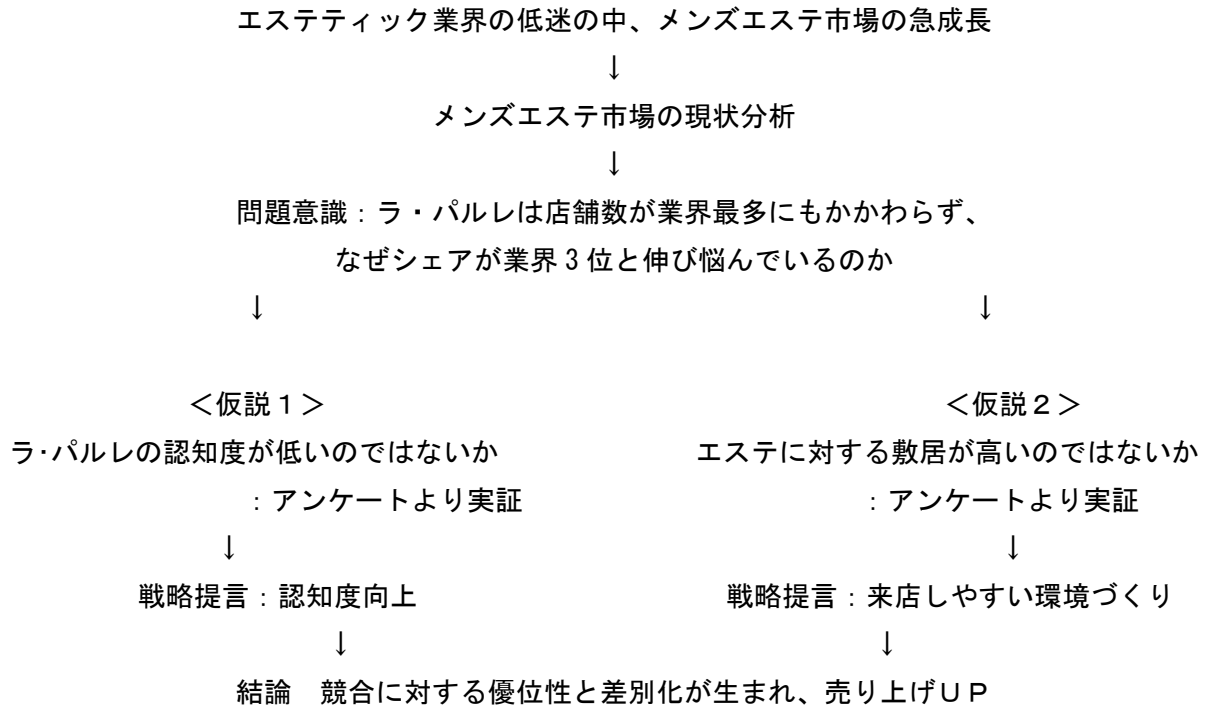 エステティック業界の低迷の中、メンズエステ市場の急成長
↓
メンズエステ市場の現状分析
↓
問題意識：ラ・パルレは店舗数が業界最多にもかかわらず、
なぜシェアが業界3位と伸び悩んでいるのか
↓ ↓
＜仮説１＞ ＜仮説２＞
ラ・パルレの認知度が低いのではないか エステに対する敷居が高いのではないか
：アンケートより実証 ：アンケートより実証
↓ ↓
戦略提言：認知度向上 戦略提言：来店しやすい環境づくり
↓ ↓
結論　競合に対する優位性と差別化が生まれ、売り上げＵＰ